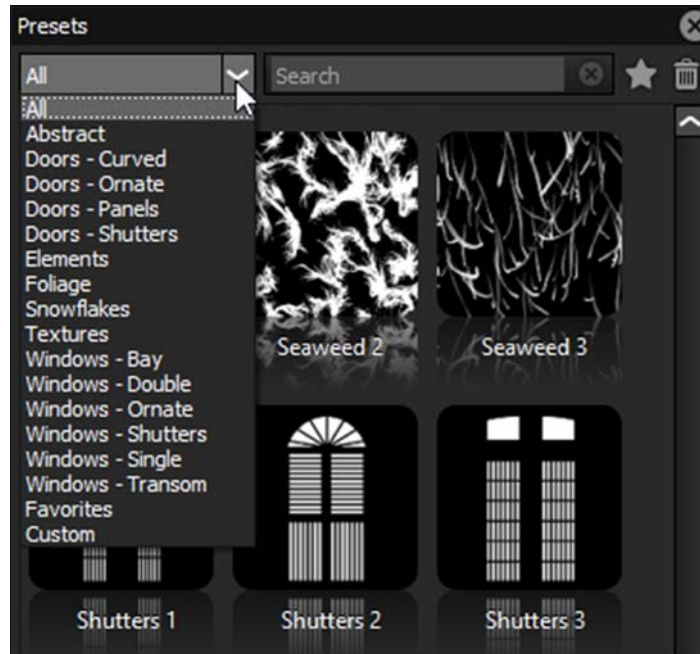 Presets
All
Search
All
Abstract
Doors - Curved
Doors - Ornate
Doors - Panels
Doors - Shutters
Elements
Foliage
Snowflakes
Textures
Windows - Bay
Windows - Double
Windows - Ornate
Windows - Shutters
Windows - Single
Windows - Transom
Favorites
Custom
Seaweed 2
Seaweed 3
Shutters 1
Shutters 2
Shutters 3